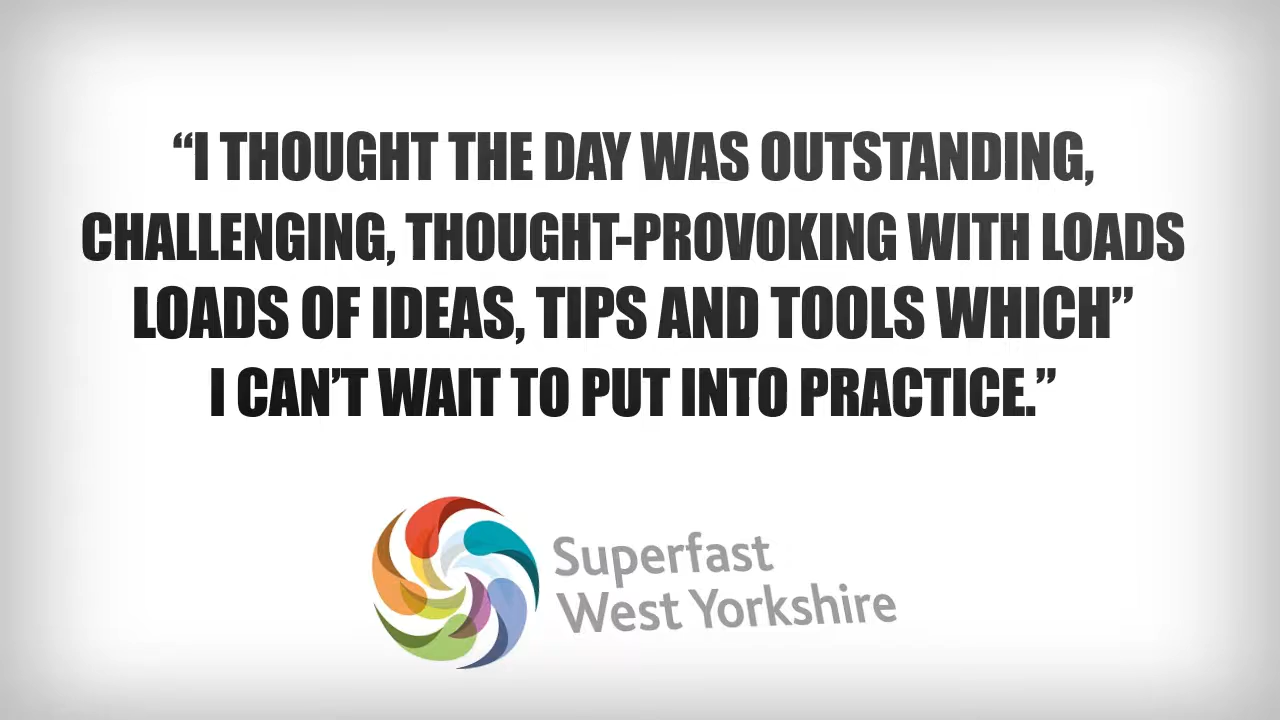 “I THOUGHT THE DAY WAS OUTSTANDING,
CHALLENGING, THOUGHT-PROVOKING WITH LOADS
LOADS OF IDEAS, TIPS AND TOOLS WHICH”
I CAN’T WAIT TO PUT INTO PRACTICE.”
Superfast
West Yorkshire